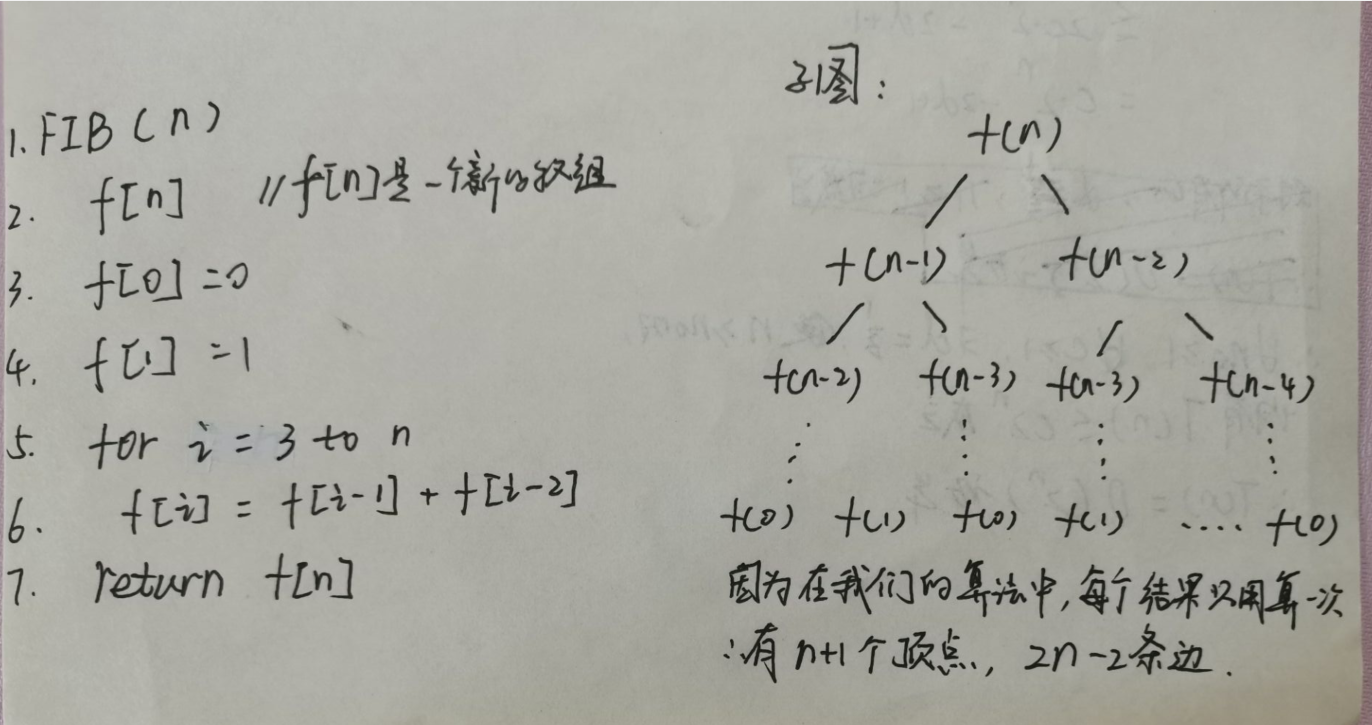 1. FIB(n)
2. f[n] //f[n]是一个新的数组
3. f[0]=0
4. f[1]=1
5. for i=3 to n
6. f[i] = f[i-1] + f[i-2]
7. return f[n]
子图：
f(n)
f(n-1) f(n-2)
f(n-2) f(n-3) f(n-3) f(n-4)
f(0) f(1) f(0) f(1) .... f(0)
因为在我们的算法中,每个结果只用算一次
∴有 n+1个顶点, 2n-2条边.